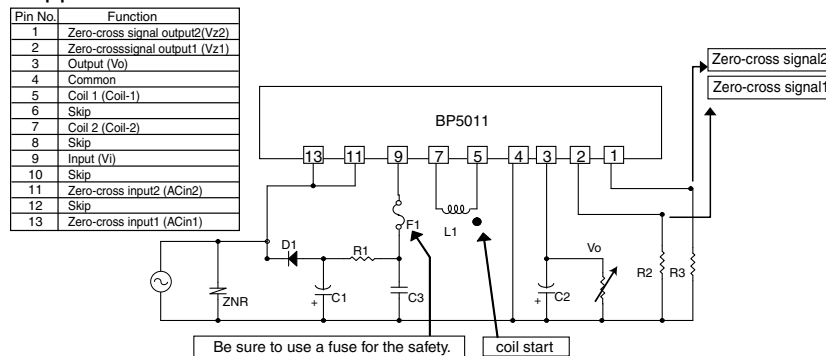 Pin No. Function
1 Zero-cross signal output2(Vz2)
2 Zero-crosssignal output1 (Vz1)
3 Output (Vo)
4 Common
5 Coil 1 (Coil-1)
6 Skip
7 Coil 2 (Coil-2)
8 Skip
9 Input (Vi)
10 Skip
11 Zero-cross input2 (ACin2)
12 Skip
13 Zero-cross input1 (ACin1)
Zero-cross signal2
Zero-cross signal1
BP5011
13 11 9 7 5 4 3 2 1
F1
L1
D1
R1
Vo
ZNR
+ C1
C3
+ C2
R2 R3
Be sure to use a fuse for the safety.
coil start